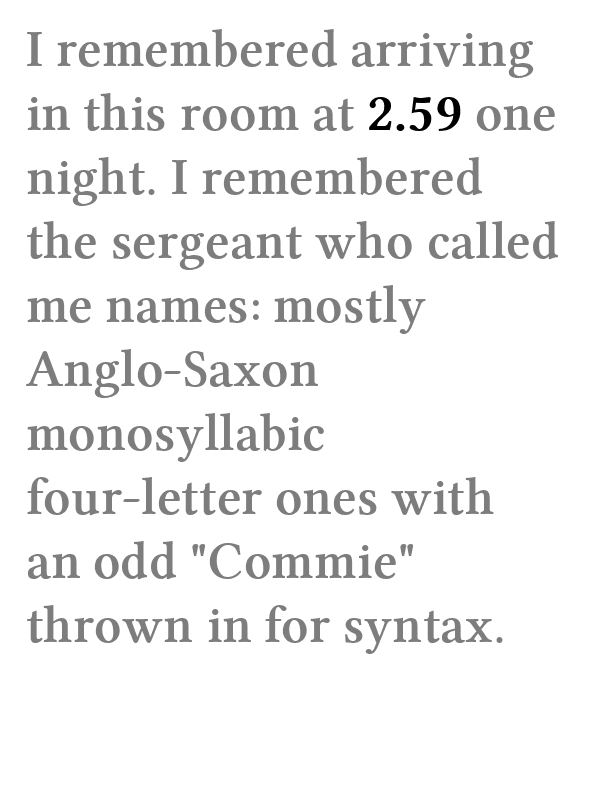 I remembered arriving
in this room at 2.59 one
night. I remembered
the sergeant who called
me names: mostly
Anglo-Saxon
monosyllabic
four-letter ones with
an odd "Commie"
thrown in for syntax.